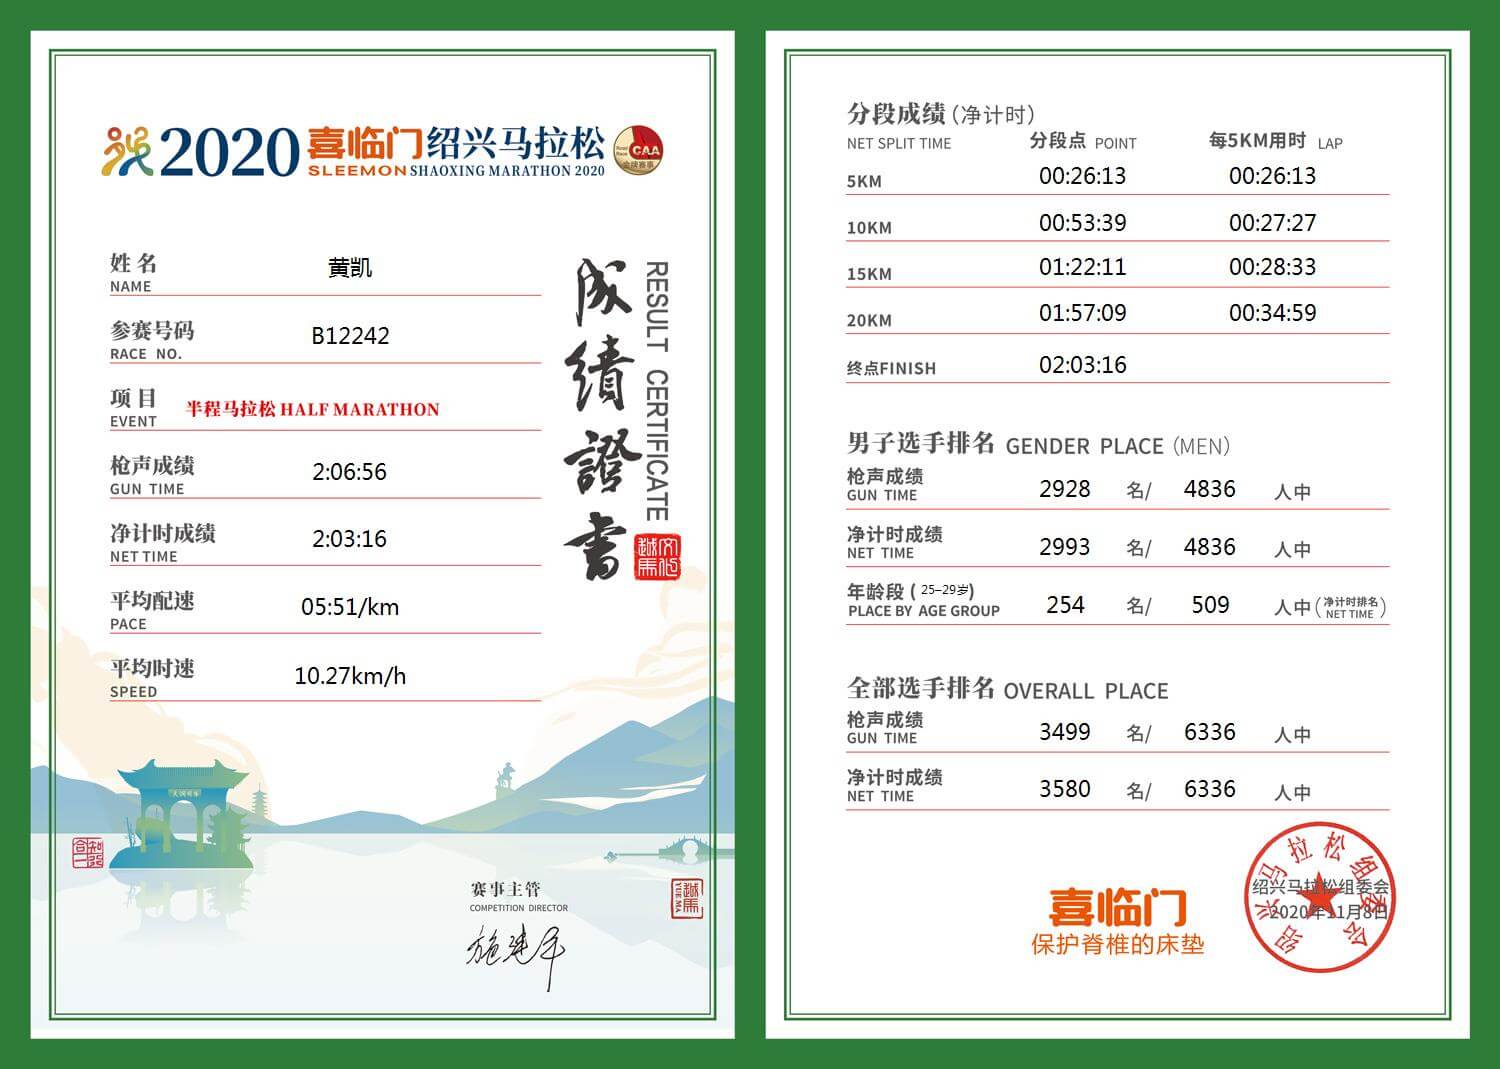 2020 喜临门 绍兴马拉松
SLEEMON SHAOXING MARATHON 2020
CAA
金牌赛事
姓名 黄凯
NAME
参赛号码 B12242
RACE NO.
项目 半程马拉松 HALF MARATHON
EVENT
枪声成绩 2:06:56
GUN TIME
净计时成绩 2:03:16
NET TIME
平均配速 05:51/km
PACE
平均时速 10.27km/h
SPEED
成绩證书
RESULT CERTIFICATE
赛事主管
COMPETITION DIRECTOR
分段成绩(净计时)
NET SPLIT TIME 分段点 POINT 每5KM用时 LAP
5KM 00:26:13 00:26:13
10KM 00:53:39 00:27:27
15KM 01:22:11 00:28:33
20KM 01:57:09 00:34:59
终点FINISH 02:03:16
男子选手排名 GENDER PLACE (MEN)
枪声成绩 2928 名/ 4836 人中
GUN TIME
净计时成绩 2993 名/ 4836 人中
NET TIME
年龄段 ( 25-29岁) 254 名/ 509 人中 (净计时排名 NET TIME)
PLACE BY AGE GROUP
全部选手排名 OVERALL PLACE
枪声成绩 3499 名/ 6336 人中
GUN TIME
净计时成绩 3580 名/ 6336 人中
NET TIME
喜临门
保护脊椎的床垫
绍兴马拉松组委会
绍兴马拉松组委会
2020年11月8日